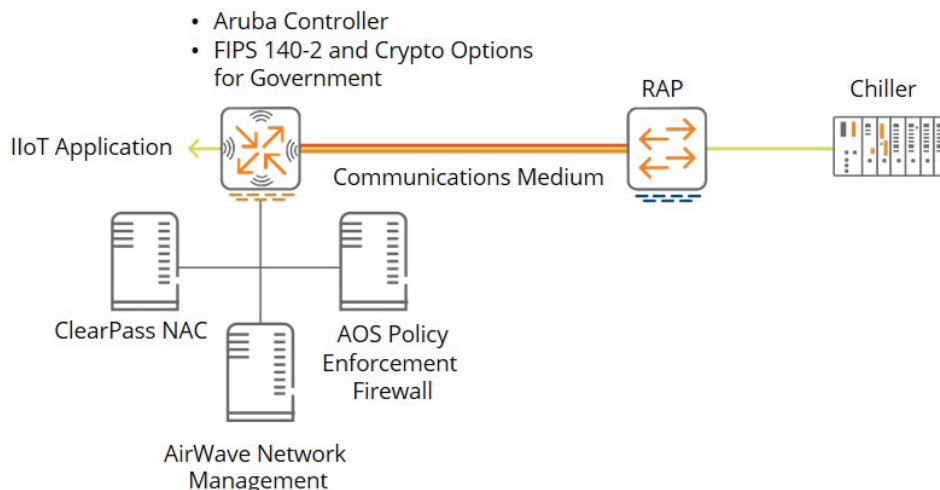 • Aruba Controller
• FIPS 140-2 and Crypto Options
for Government
RAP
Chiller
IIoT Application
Communications Medium
ClearPass NAC
AOS Policy
Enforcement
Firewall
AirWave Network
Management